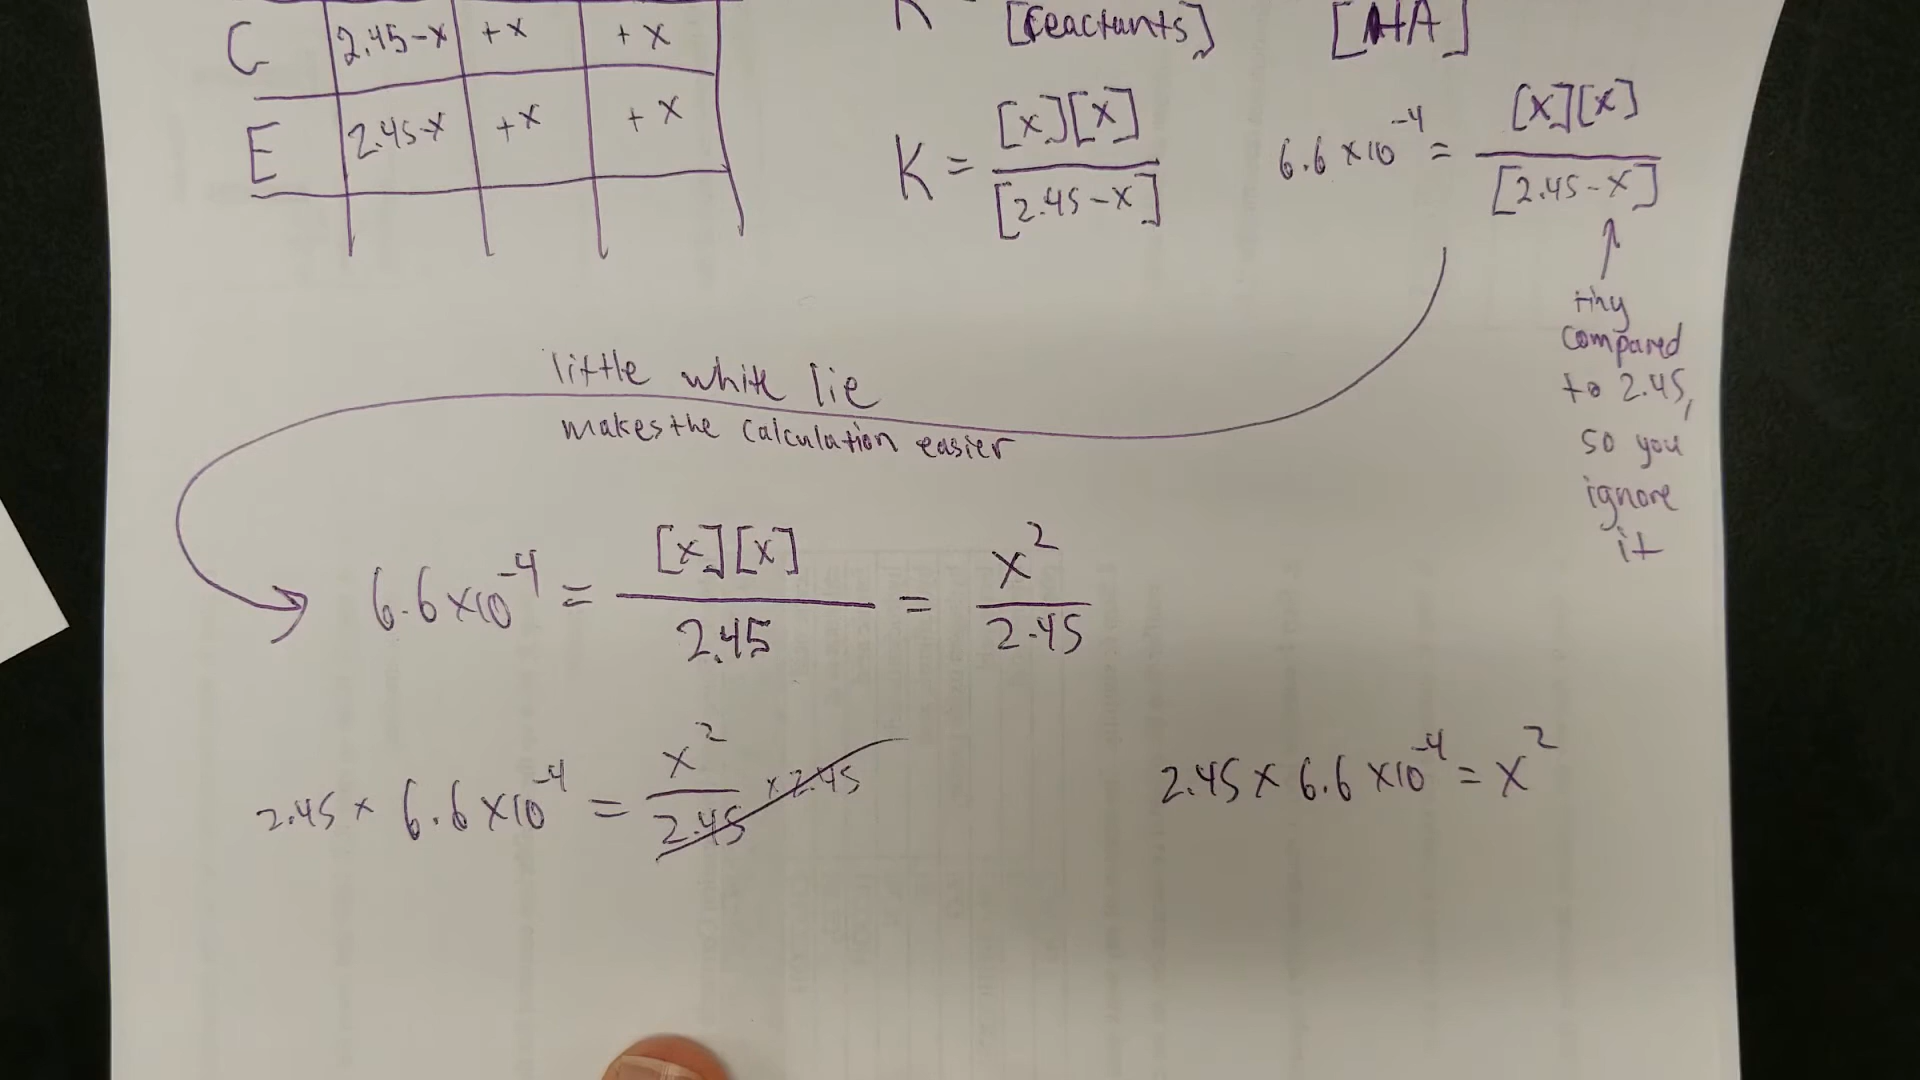 C 2.45-x +x +x
E 2.45-x +x +x
[reactants] [HA]
K = [x][x] / [2.45-x]
6.6 x10^-4 = [x][x] / [2.45-x]
tiny
compared
to 2.45,
so you
ignore
it
little white lie
makes the calculation easier
6.6 x10^-4 = [x][x] / 2.45 = x^2 / 2.45
2.45 x 6.6 x10^-4 = x^2 / 2.45 x 2.45
2.45 x 6.6 x10^-4 = x^2